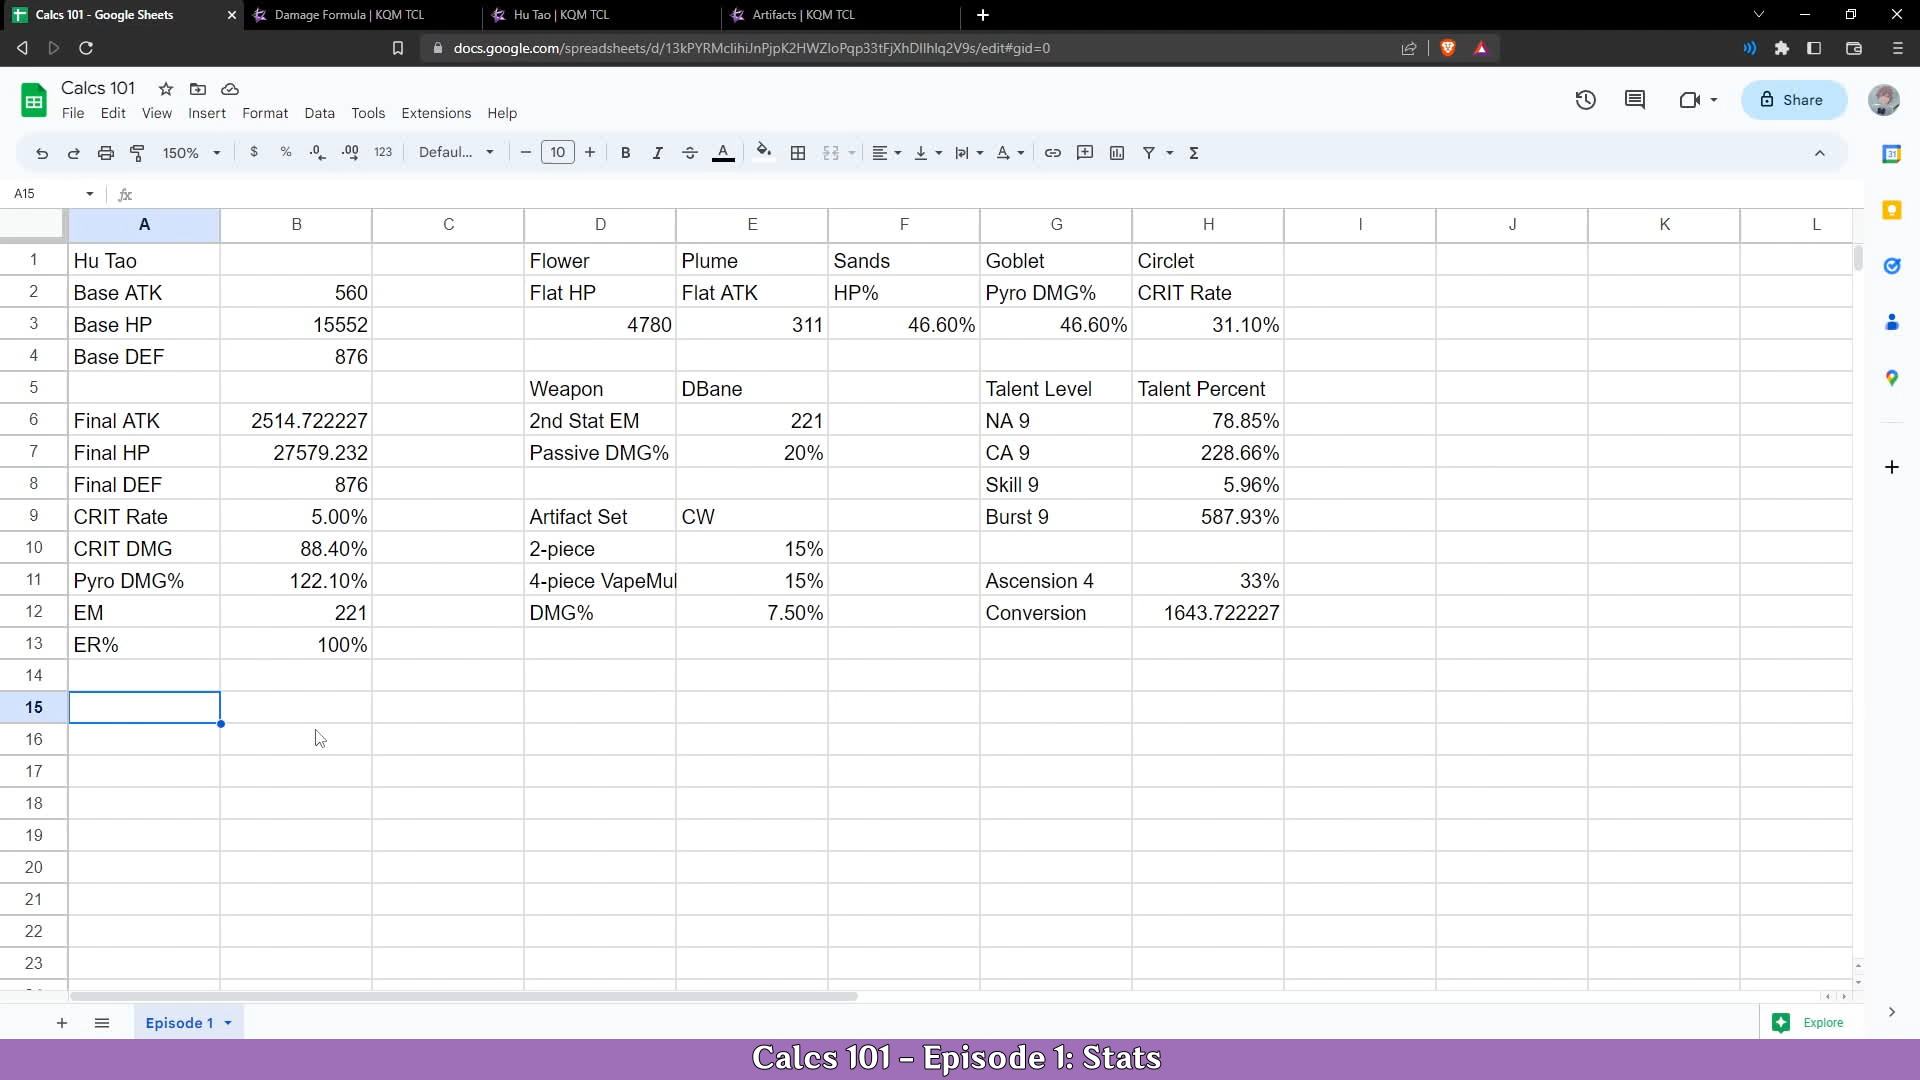 Calcs 101 - Google Sheets
Damage Formula | KQM TCL
Hu Tao | KQM TCL
Artifacts | KQM TCL
docs.google.com/spreadsheets/d/13kPYRMclihiJnPjpK2HWZIoPqp33tFjXhDIlhlq2V9s/edit#gid=0
Calcs 101
File Edit View Insert Format Data Tools Extensions Help
Share
150% $ % .0 .00 123 Defaul... 10 B I A A Σ
31
A15 fx
A B C D E F G H I J K L
1 Hu Tao Flower Plume Sands Goblet Circlet
2 Base ATK 560 Flat HP Flat ATK HP% Pyro DMG% CRIT Rate
3 Base HP 15552 4780 311 46.60% 46.60% 31.10%
4 Base DEF 876
5 Weapon DBane Talent Level Talent Percent
6 Final ATK 2514.722227 2nd Stat EM 221 NA 9 78.85%
7 Final HP 27579.232 Passive DMG% 20% CA 9 228.66%
8 Final DEF 876 Skill 9 5.96%
9 CRIT Rate 5.00% Artifact Set CW Burst 9 587.93%
10 CRIT DMG 88.40% 2-piece 15%
11 Pyro DMG% 122.10% 4-piece VapeMul 15% Ascension 4 33%
12 EM 221 DMG% 7.50% Conversion 1643.722227
13 ER% 100%
14
15
16
17
18
19
20
21
22
23
Episode 1
Explore
Calcs 101 - Episode 1: Stats